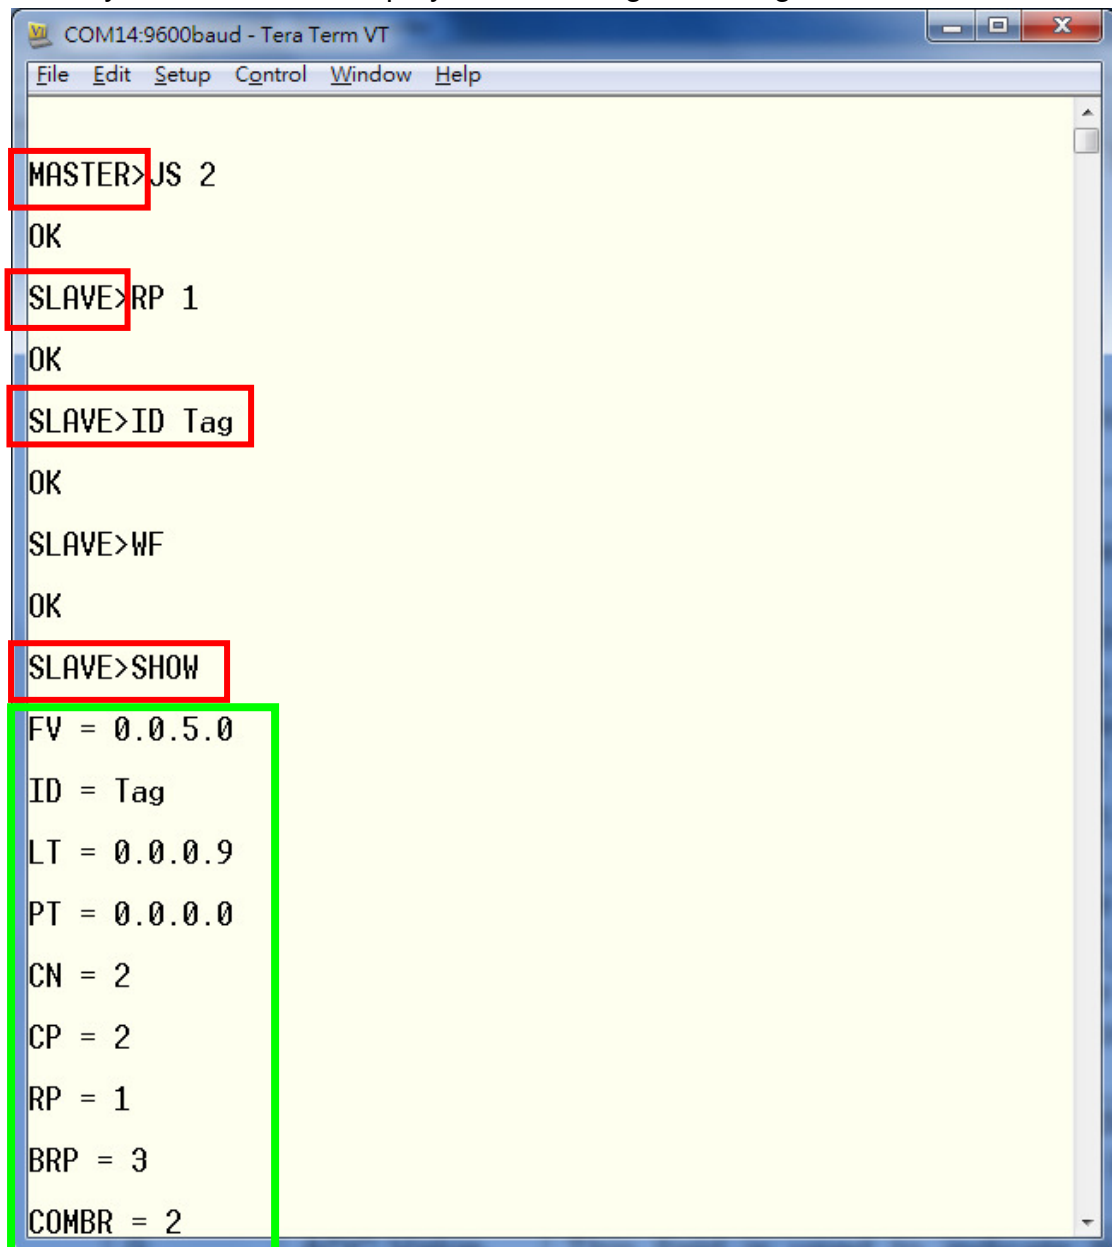 COM14:9600baud - Tera Term VT
File Edit Setup Control Window Help
MASTER>JS 2
OK
SLAVE>RP 1
OK
SLAVE>ID Tag
OK
SLAVE>WF
OK
SLAVE>SHOW
FV = 0.0.5.0
ID = Tag
LT = 0.0.0.9
PT = 0.0.0.0
CN = 2
CP = 2
RP = 1
BRP = 3
COMBR = 2